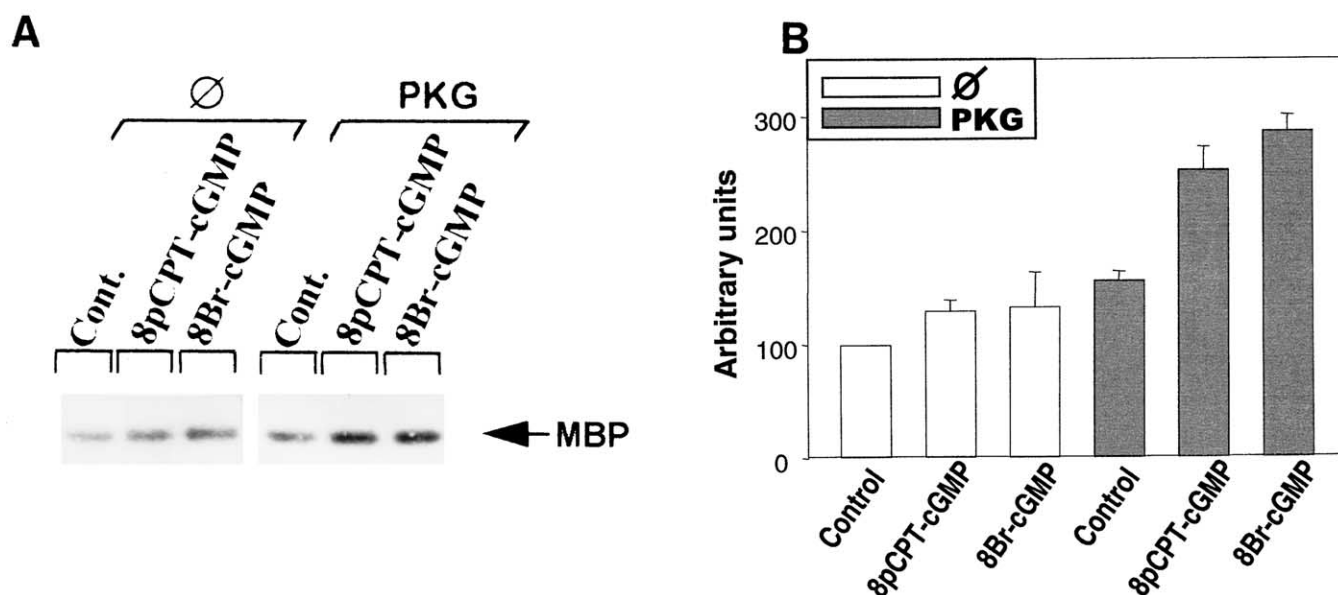 A
Ø
PKG
Cont.
8pCPT-cGMP
8Br-cGMP
Cont.
8pCPT-cGMP
8Br-cGMP
MBP
B
Ø
PKG
Arbitrary units
300
200
100
0
Control
8pCPT-cGMP
8Br-cGMP
Control
8pCPT-cGMP
8Br-cGMP